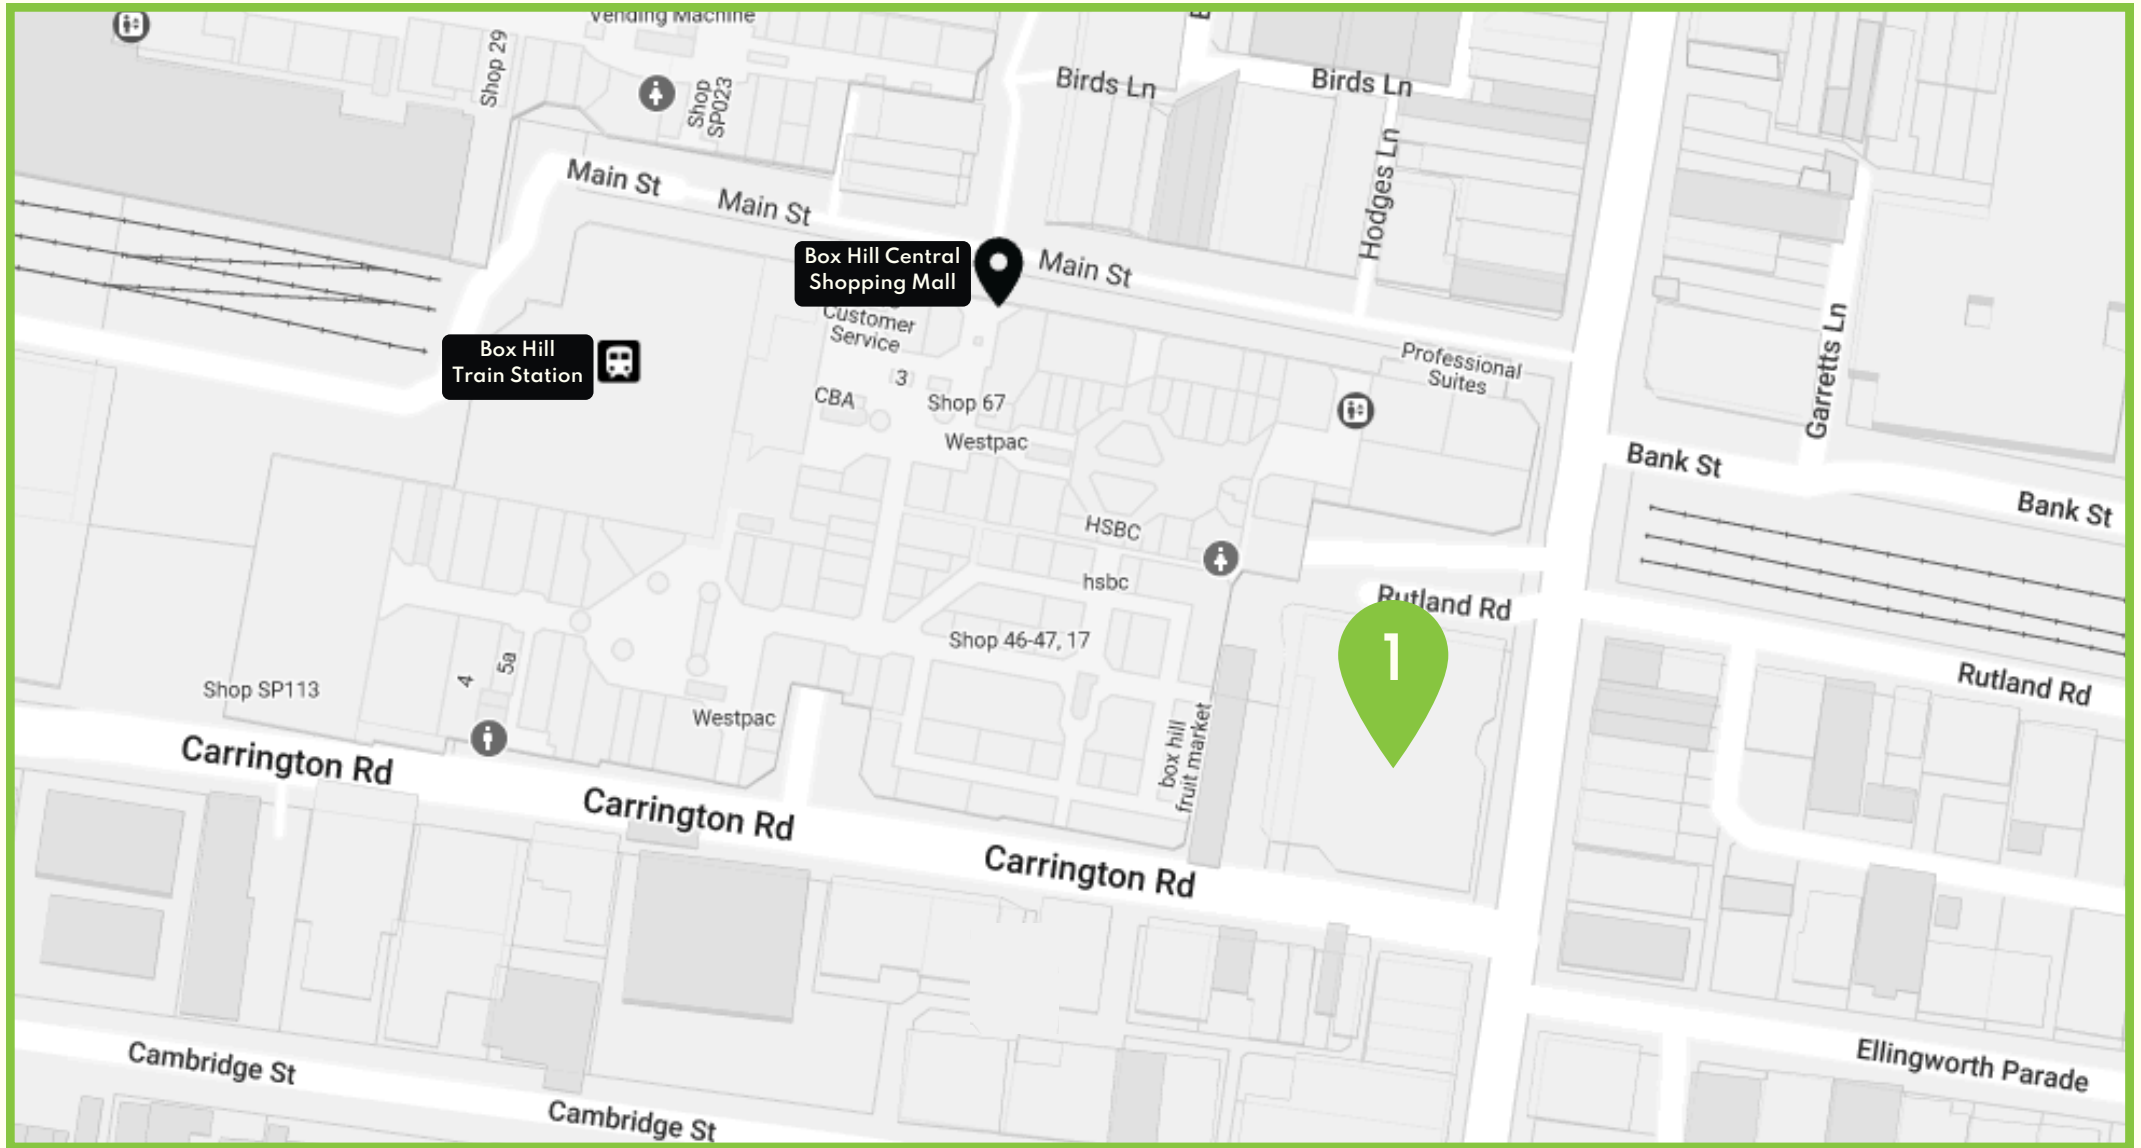 Vending Machine
Shop 29
Shop
SP023
Birds Ln
Birds Ln
Hodges Ln
Main St
Main St
Box Hill Central
Shopping Mall
Main St
Customer
Service
Box Hill
Train Station
3
CBA
Shop 67
Westpac
Professional
Suites
Garretts Ln
Bank St
Bank St
HSBC
hsbc
Rutland Rd
1
Shop 46-47, 17
Rutland Rd
4
5a
Shop SP113
Westpac
box hill
fruit market
Carrington Rd
Carrington Rd
Carrington Rd
Ellingworth Parade
Cambridge St
Cambridge St